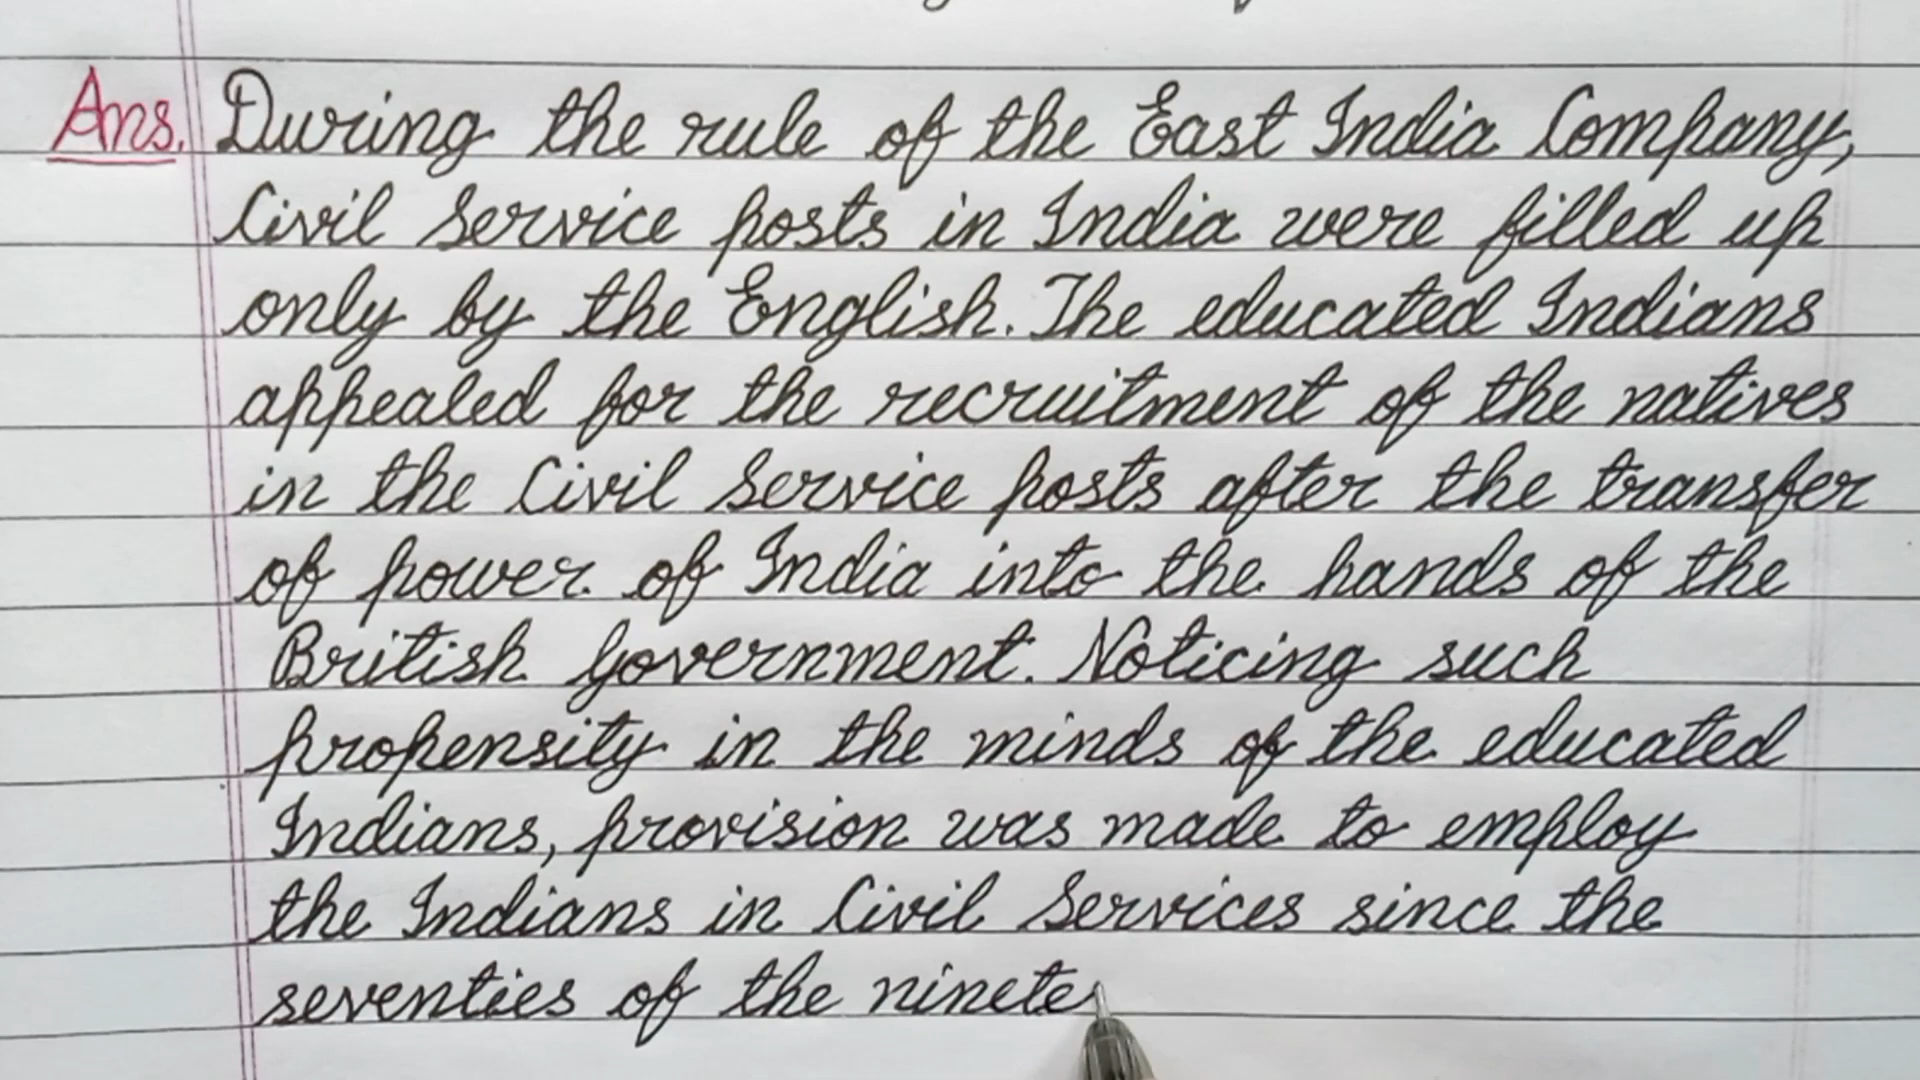 Ans. During the rule of the East India Company,
Civil Service posts in India were filled up
only by the English. The educated Indians
appealed for the recruitment of the natives
in the Civil Service posts after the transfer
of power of India into the hands of the
British Government. Noticing such
propensity in the minds of the educated
Indians, provision was made to employ
the Indians in Civil Services since the
seventies of the ninete